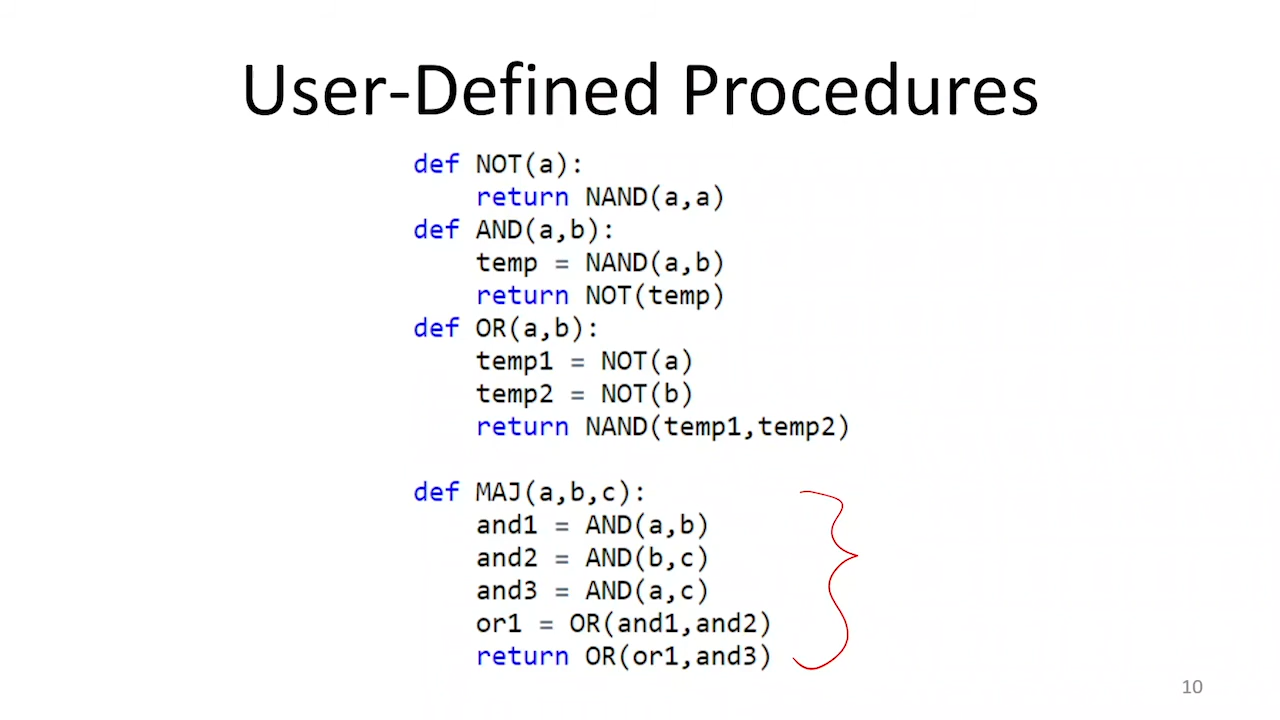 User-Defined Procedures
def NOT(a):
    return NAND(a,a)
def AND(a,b):
    temp = NAND(a,b)
    return NOT(temp)
def OR(a,b):
    temp1 = NOT(a)
    temp2 = NOT(b)
    return NAND(temp1,temp2)
def MAJ(a,b,c):
    and1 = AND(a,b)
    and2 = AND(b,c)
    and3 = AND(a,c)
    or1 = OR(and1,and2)
    return OR(or1,and3)
10